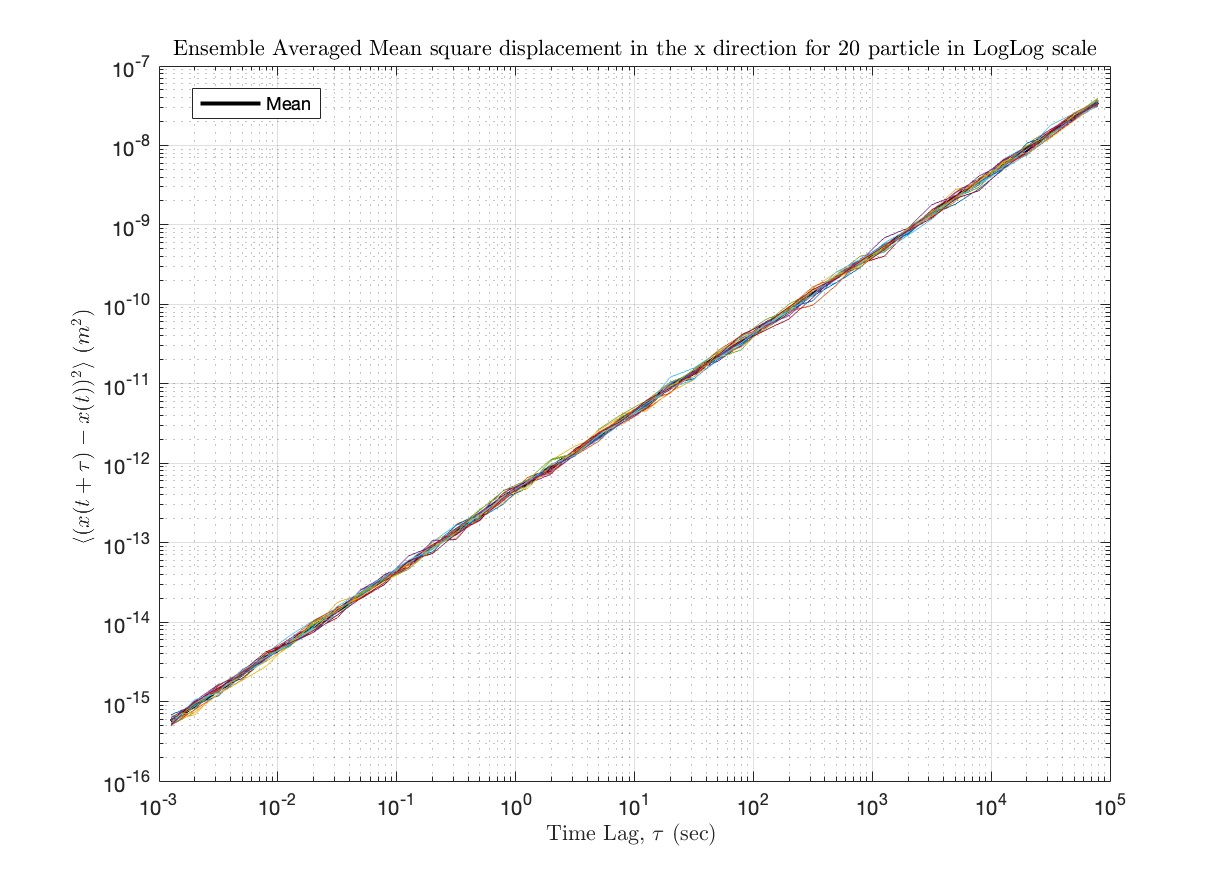 Ensemble Averaged Mean square displacement in the x direction for 20 particle in LogLog scale
Mean
10^-7
10^-8
10^-9
10^-10
10^-11
10^-12
10^-13
10^-14
10^-15
10^-16
⟨(x(t + τ) − x(t))^2⟩ (m^2)
10^-3 10^-2 10^-1 10^0 10^1 10^2 10^3 10^4 10^5
Time Lag, τ (sec)